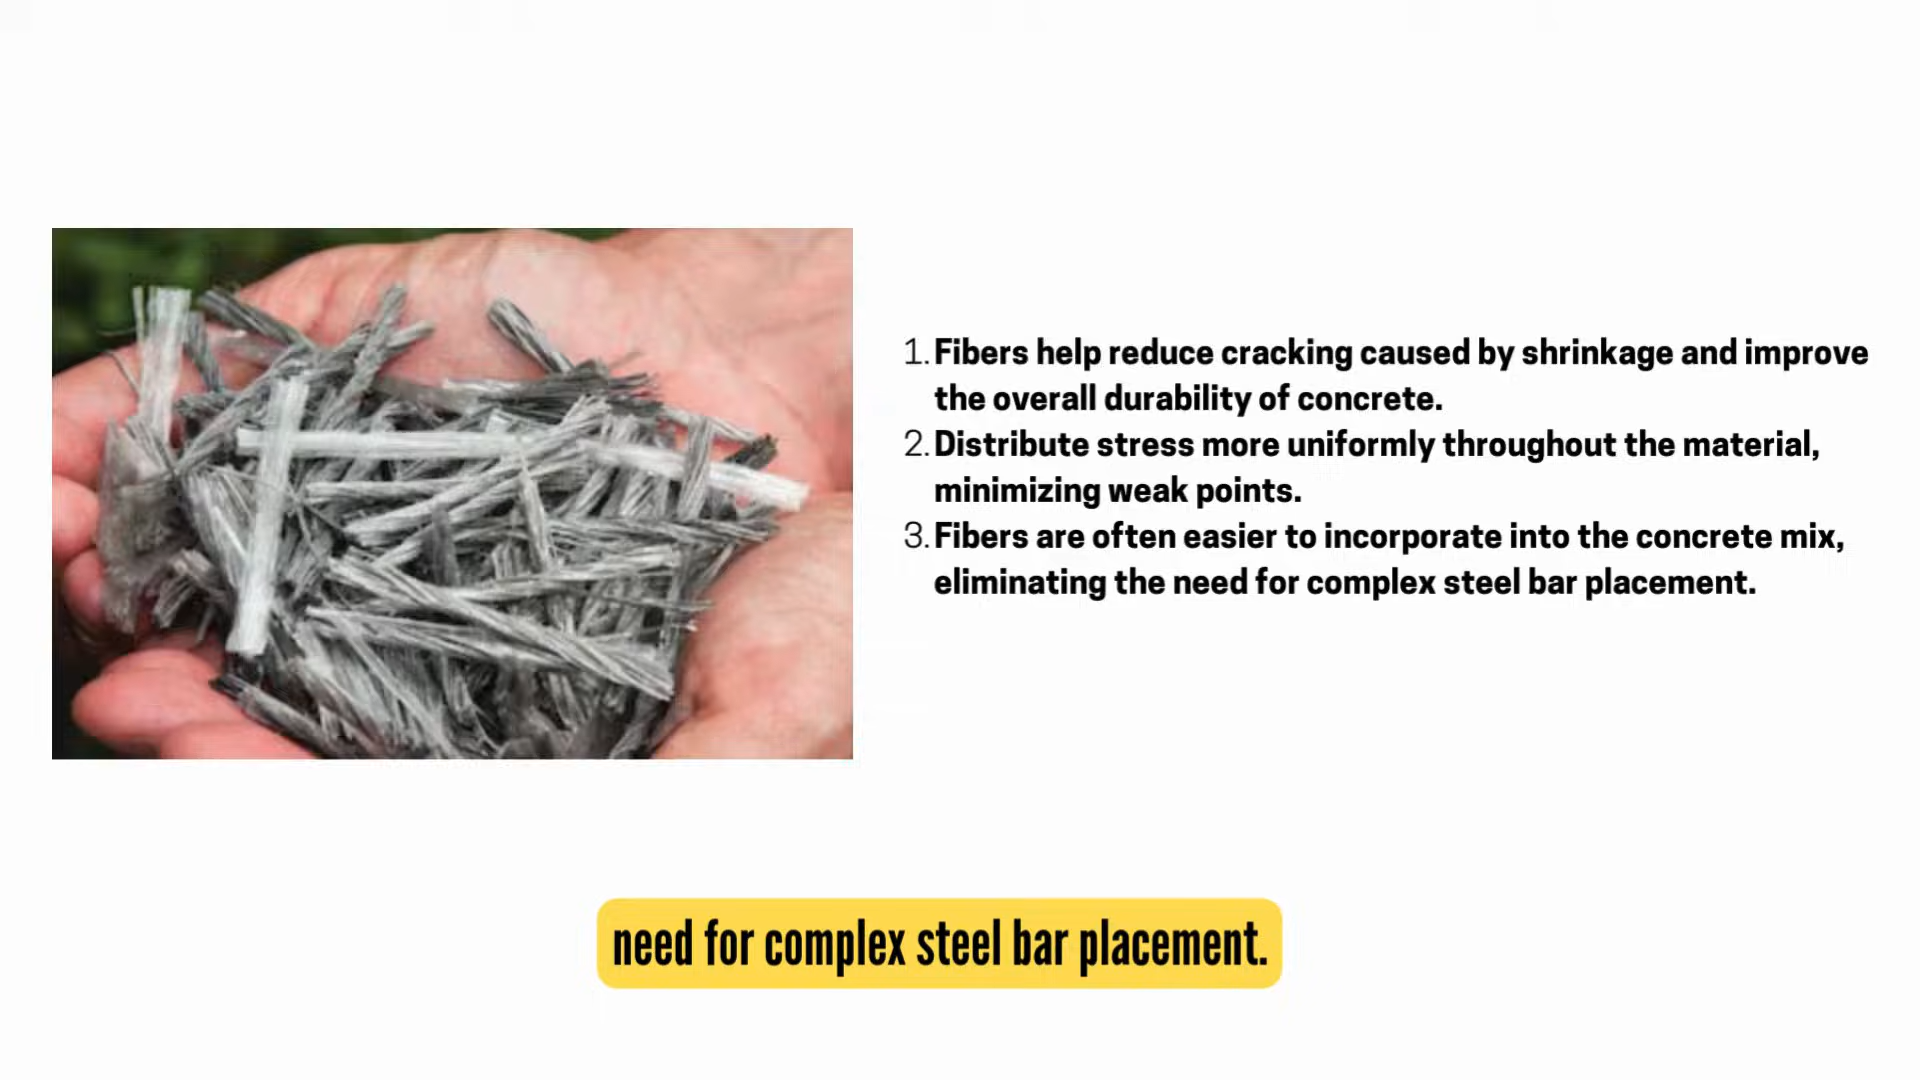 1. Fibers help reduce cracking caused by shrinkage and improve
the overall durability of concrete.
2. Distribute stress more uniformly throughout the material,
minimizing weak points.
3. Fibers are often easier to incorporate into the concrete mix,
eliminating the need for complex steel bar placement.
need for complex steel bar placement.